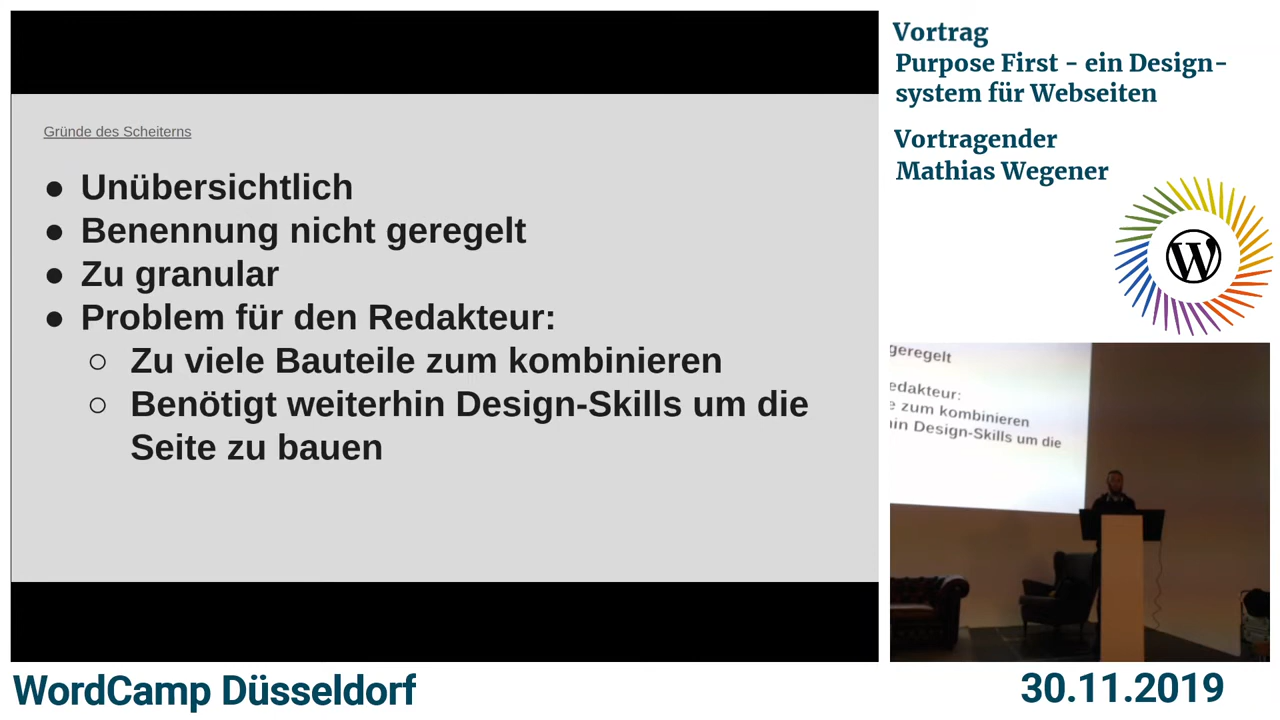 Gründe des Scheiterns
● Unübersichtlich
● Benennung nicht geregelt
● Zu granular
● Problem für den Redakteur:
○ Zu viele Bauteile zum kombinieren
○ Benötigt weiterhin Design-Skills um die
Seite zu bauen
Vortrag
Purpose First - ein Design-
system für Webseiten
Vortragender
Mathias Wegener
W
geregelt
edakteur:
e zum kombinieren
hin Design-Skills um die
WordCamp Düsseldorf
30.11.2019